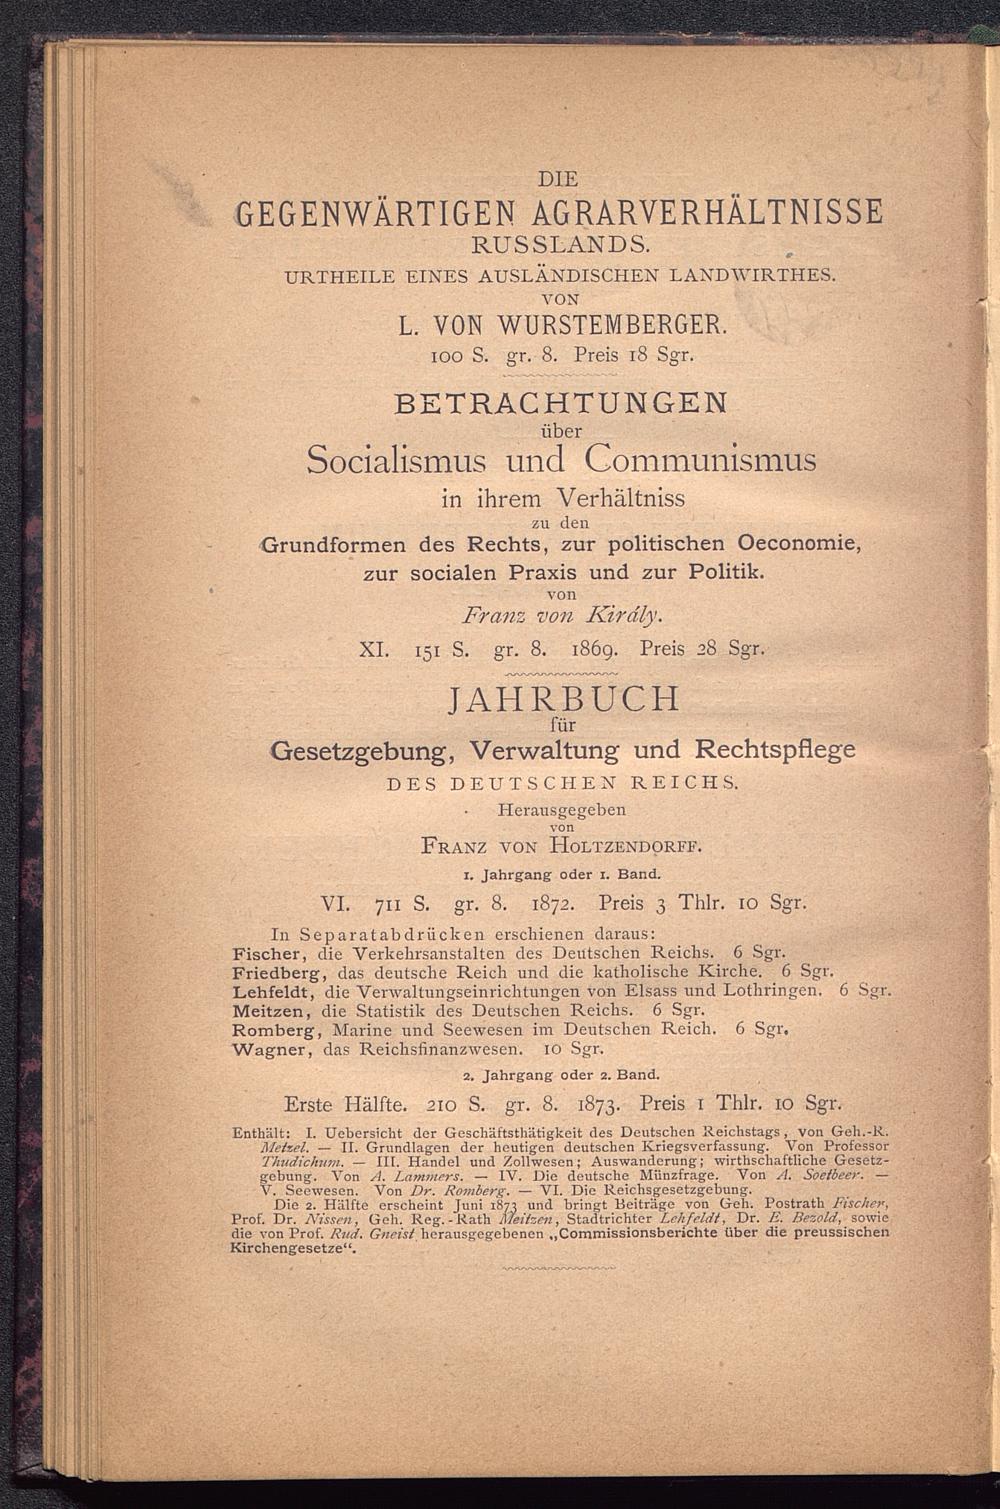 DIE
GEGENWÄRTIGEN AGRARVERHÄLTNISSE
RUSSLANDS.
URTHEILE EINES AUSLÄNDISCHEN LANDWIRTHES.
VON
L. VON WURSTEMBERGER.
100 S. gr. 8. Preis 18 Sgr.
BETRACHTUNGEN
über
Socialismus und Communismus
in ihrem Verhältniss
zu den
Grundformen des Rechts, zur politischen Oeconomie,
zur socialen Praxis und zur Politik.
von
Franz von Király.
XI. 151 S. gr. 8. 1869. Preis 28 Sgr.
JAHRBUCH
für
Gesetzgebung, Verwaltung und Rechtspflege
DES DEUTSCHEN REICHS.
Herausgegeben
von
FRANZ VON HOLTZENDORFF.
1. Jahrgang oder 1. Band.
VI. 711 S. gr. 8. 1872. Preis 3 Thlr. 10 Sgr.
In Separatabdrücken erschienen daraus:
Fischer, die Verkehrsanstalten des Deutschen Reichs. 6 Sgr.
Friedberg, das deutsche Reich und die katholische Kirche. 6 Sgr.
Lehfeldt, die Verwaltungseinrichtungen von Elsass und Lothringen. 6 Sgr.
Meitzen, die Statistik des Deutschen Reichs. 6 Sgr.
Romberg, Marine und Seewesen im Deutschen Reich. 6 Sgr.
Wagner, das Reichsfinanzwesen. 10 Sgr.
2. Jahrgang oder 2. Band.
Erste Hälfte. 210 S. gr. 8. 1873. Preis 1 Thlr. 10 Sgr.
Enthält: I. Uebersicht der Geschäftsthätigkeit des Deutschen Reichstags, von Geh.-R.
Metzel. — II. Grundlagen der heutigen deutschen Kriegsverfassung. Von Professor
Thudichum. — III. Handel und Zollwesen; Auswanderung; wirthschaftliche Gesetz-
gebung. Von A. Lammers. — IV. Die deutsche Münzfrage. Von A. Soetbeer. —
V. Seewesen. Von Dr. Romberg. — VI. Die Reichsgesetzgebung.
Die 2. Hälfte erscheint Juni 1873 und bringt Beiträge von Geh. Postrath Fischer,
Prof. Dr. Nissen, Geh. Reg.-Rath Meitzen, Stadtrichter Lehfeldt, Dr. E. Bezold, sowie
die von Prof. Rud. Gneist herausgegebenen „Commissionsberichte über die preussischen
Kirchengesetze“.